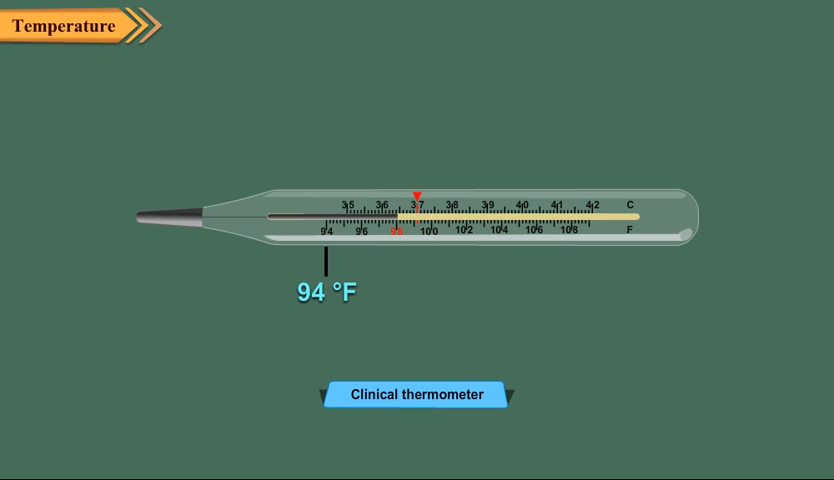 Temperature
35 36 37 38 39 40 41 42 C
94 96 98 100 102 104 106 108 F
94 °F
Clinical thermometer